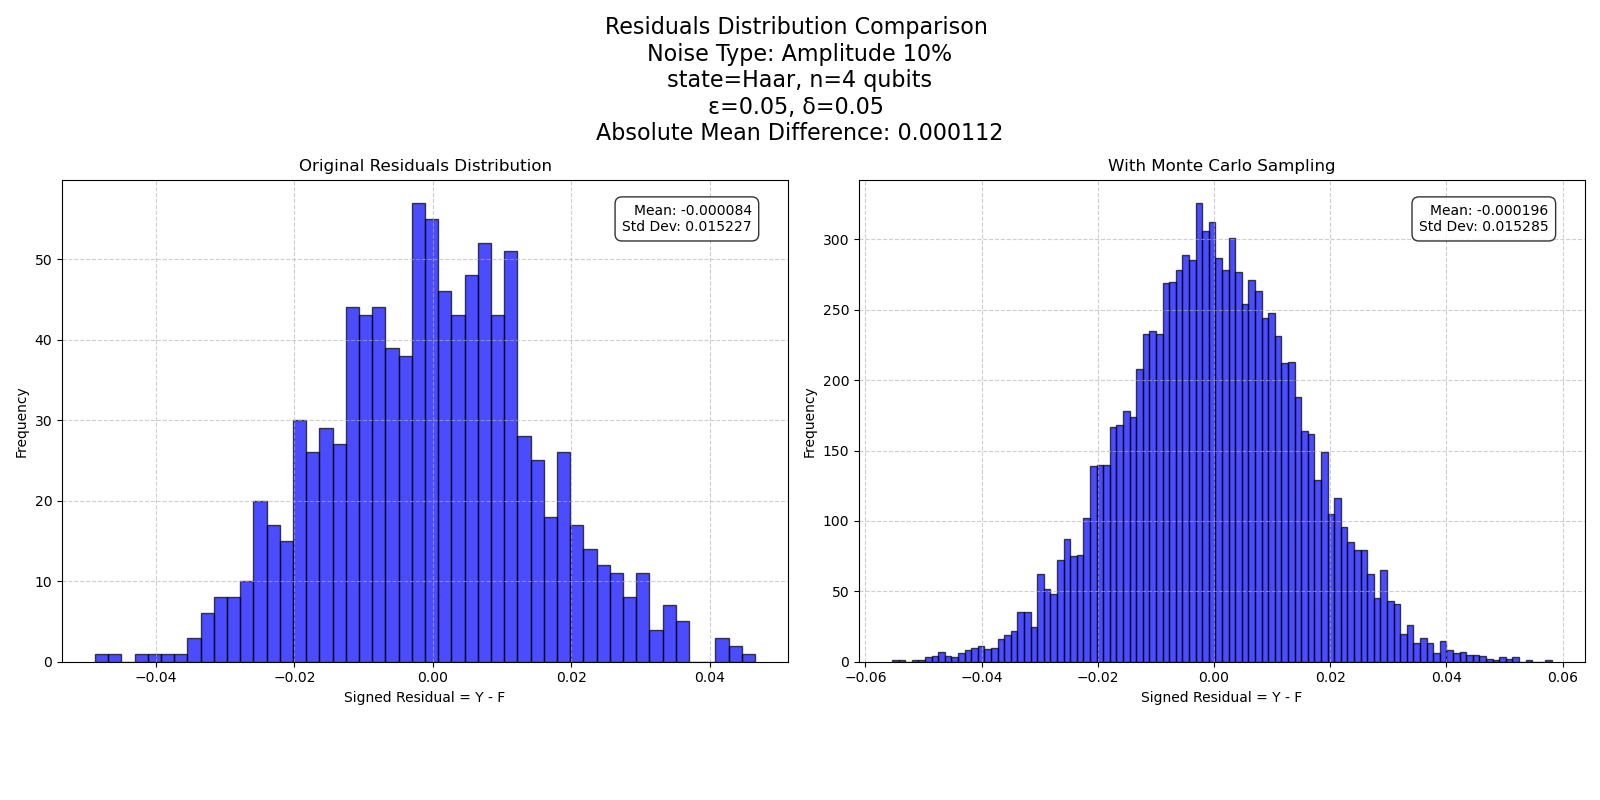 Residuals Distribution Comparison
Noise Type: Amplitude 10%
state=Haar, n=4 qubits
ε=0.05, δ=0.05
Absolute Mean Difference: 0.000112
Original Residuals Distribution
Mean: -0.000084
Std Dev: 0.015227
Frequency
50
40
30
20
10
0
−0.04
−0.02
0.00
0.02
0.04
Signed Residual = Y - F
With Monte Carlo Sampling
Mean: -0.000196
Std Dev: 0.015285
Frequency
300
250
200
150
100
50
0
−0.06
−0.04
−0.02
0.00
0.02
0.04
0.06
Signed Residual = Y - F